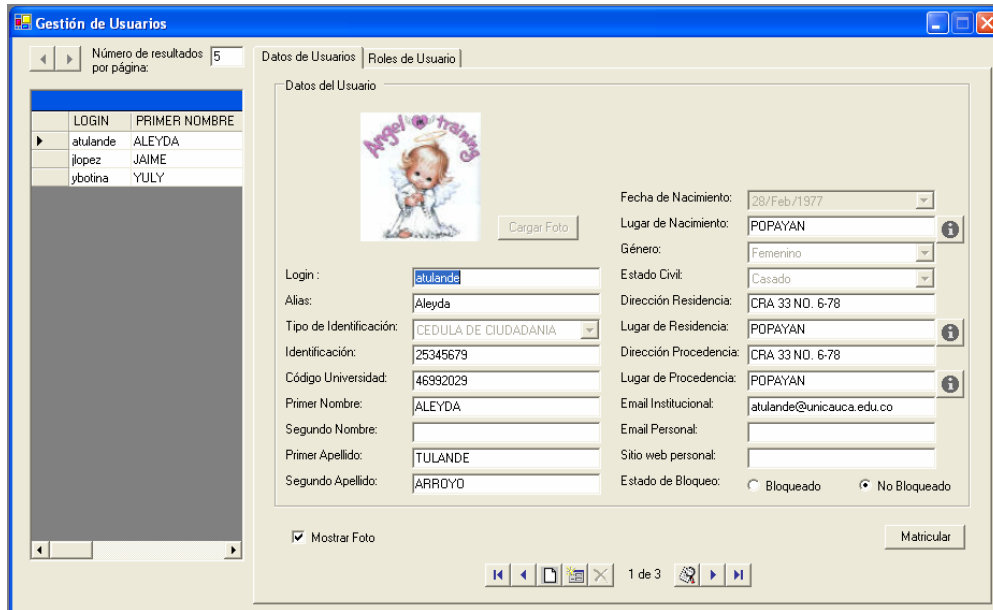 Gestión de Usuarios
Número de resultados por página: 5
LOGIN PRIMER NOMBRE
atulande ALEYDA
jlopez JAIME
ybotina YULY
Datos de Usuarios Roles de Usuario
Datos del Usuario
Angel training
Cargar Foto
Login : atulande
Alias: Aleyda
Tipo de Identificación: CEDULA DE CIUDADANIA
Identificación: 25345679
Código Universidad: 46992029
Primer Nombre: ALEYDA
Segundo Nombre:
Primer Apellido: TULANDE
Segundo Apellido: ARROYO
Fecha de Nacimiento: 28/Feb/1977
Lugar de Nacimiento: POPAYAN
Género: Femenino
Estado Civil: Casado
Dirección Residencia: CRA 33 NO. 6-78
Lugar de Residencia: POPAYAN
Dirección Procedencia: CRA 33 NO. 6-78
Lugar de Procedencia: POPAYAN
Email Institucional: atulande@unicauca.edu.co
Email Personal:
Sitio web personal:
Estado de Bloqueo: Bloqueado No Bloqueado
Mostrar Foto
Matricular
1 de 3